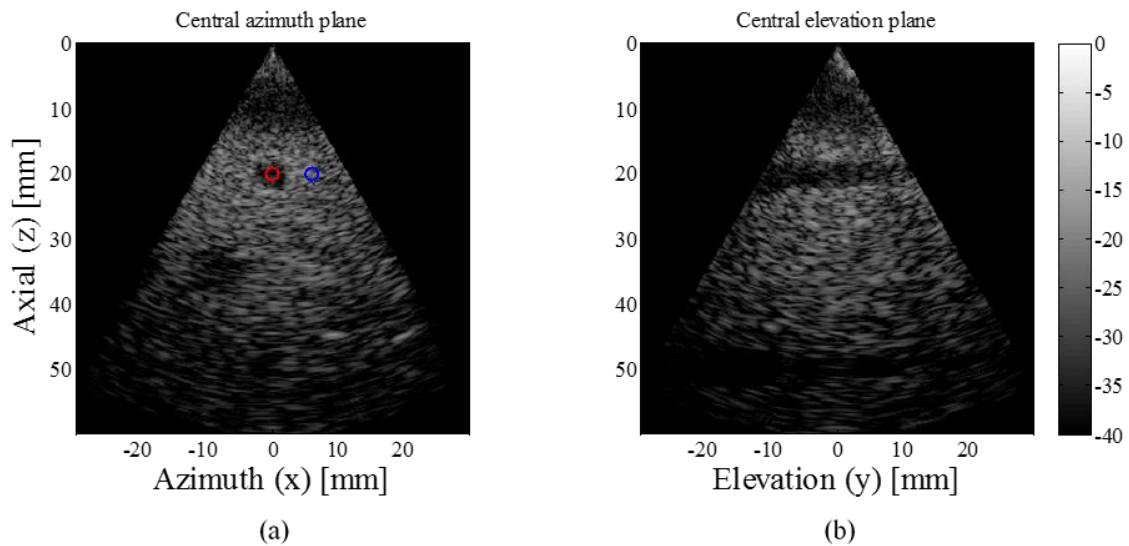 Central azimuth plane
Central elevation plane
0
10
20
30
40
50
Axial (z) [mm]
-20 -10 0 10 20
Azimuth (x) [mm]
(a)
0
10
20
30
40
50
-20 -10 0 10 20
Elevation (y) [mm]
(b)
0
-5
-10
-15
-20
-25
-30
-35
-40